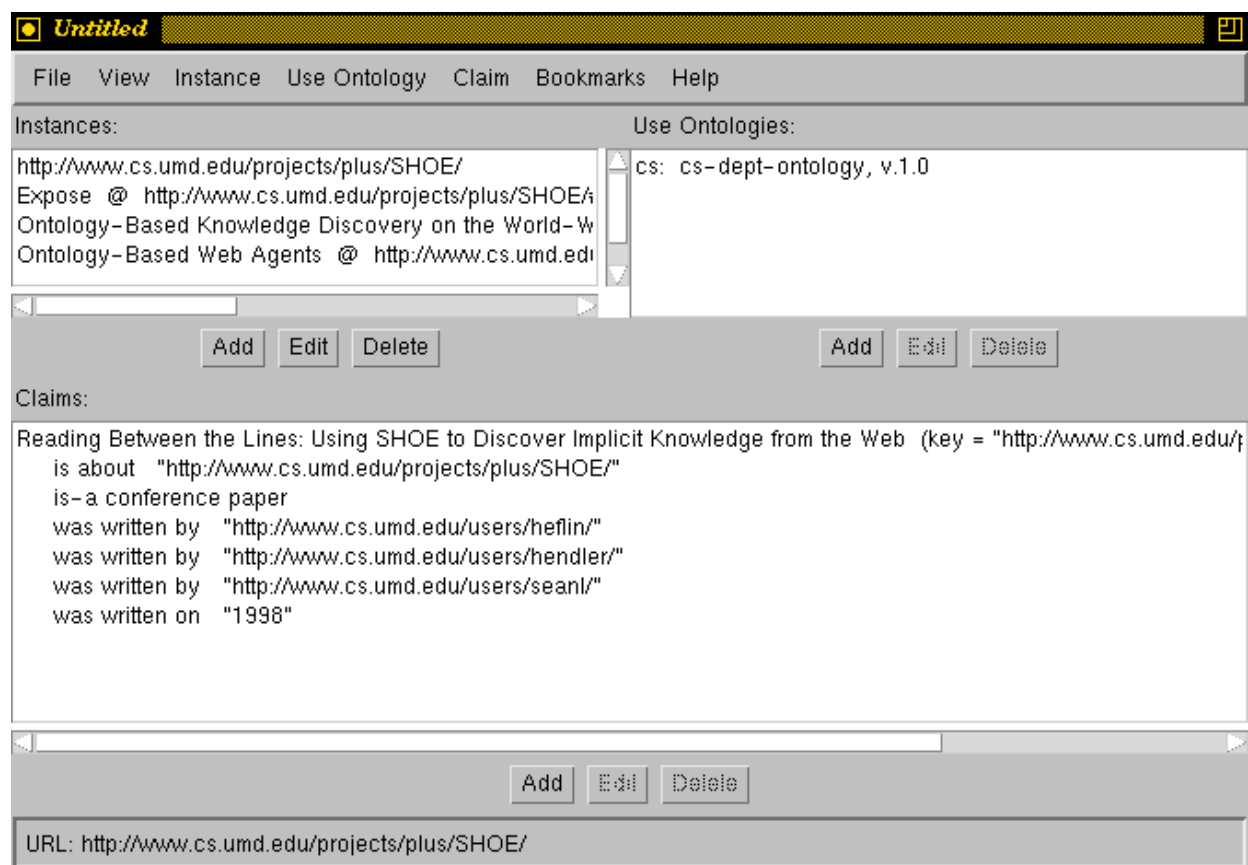 Untitled
File View Instance Use Ontology Claim Bookmarks Help
Instances:
http://www.cs.umd.edu/projects/plus/SHOE/
Expose @ http://www.cs.umd.edu/projects/plus/SHOE/
Ontology-Based Knowledge Discovery on the World-W
Ontology-Based Web Agents @ http://www.cs.umd.ed
Add Edit Delete
Use Ontologies:
cs: cs-dept-ontology, v.1.0
Add Edit Delete
Claims:
Reading Between the Lines: Using SHOE to Discover Implicit Knowledge from the Web (key = "http://www.cs.umd.edu/p
is about "http://www.cs.umd.edu/projects/plus/SHOE/"
is-a conference paper
was written by "http://www.cs.umd.edu/users/heflin/"
was written by "http://www.cs.umd.edu/users/hendler/"
was written by "http://www.cs.umd.edu/users/seanl/"
was written on "1998"
Add Edit Delete
URL: http://www.cs.umd.edu/projects/plus/SHOE/